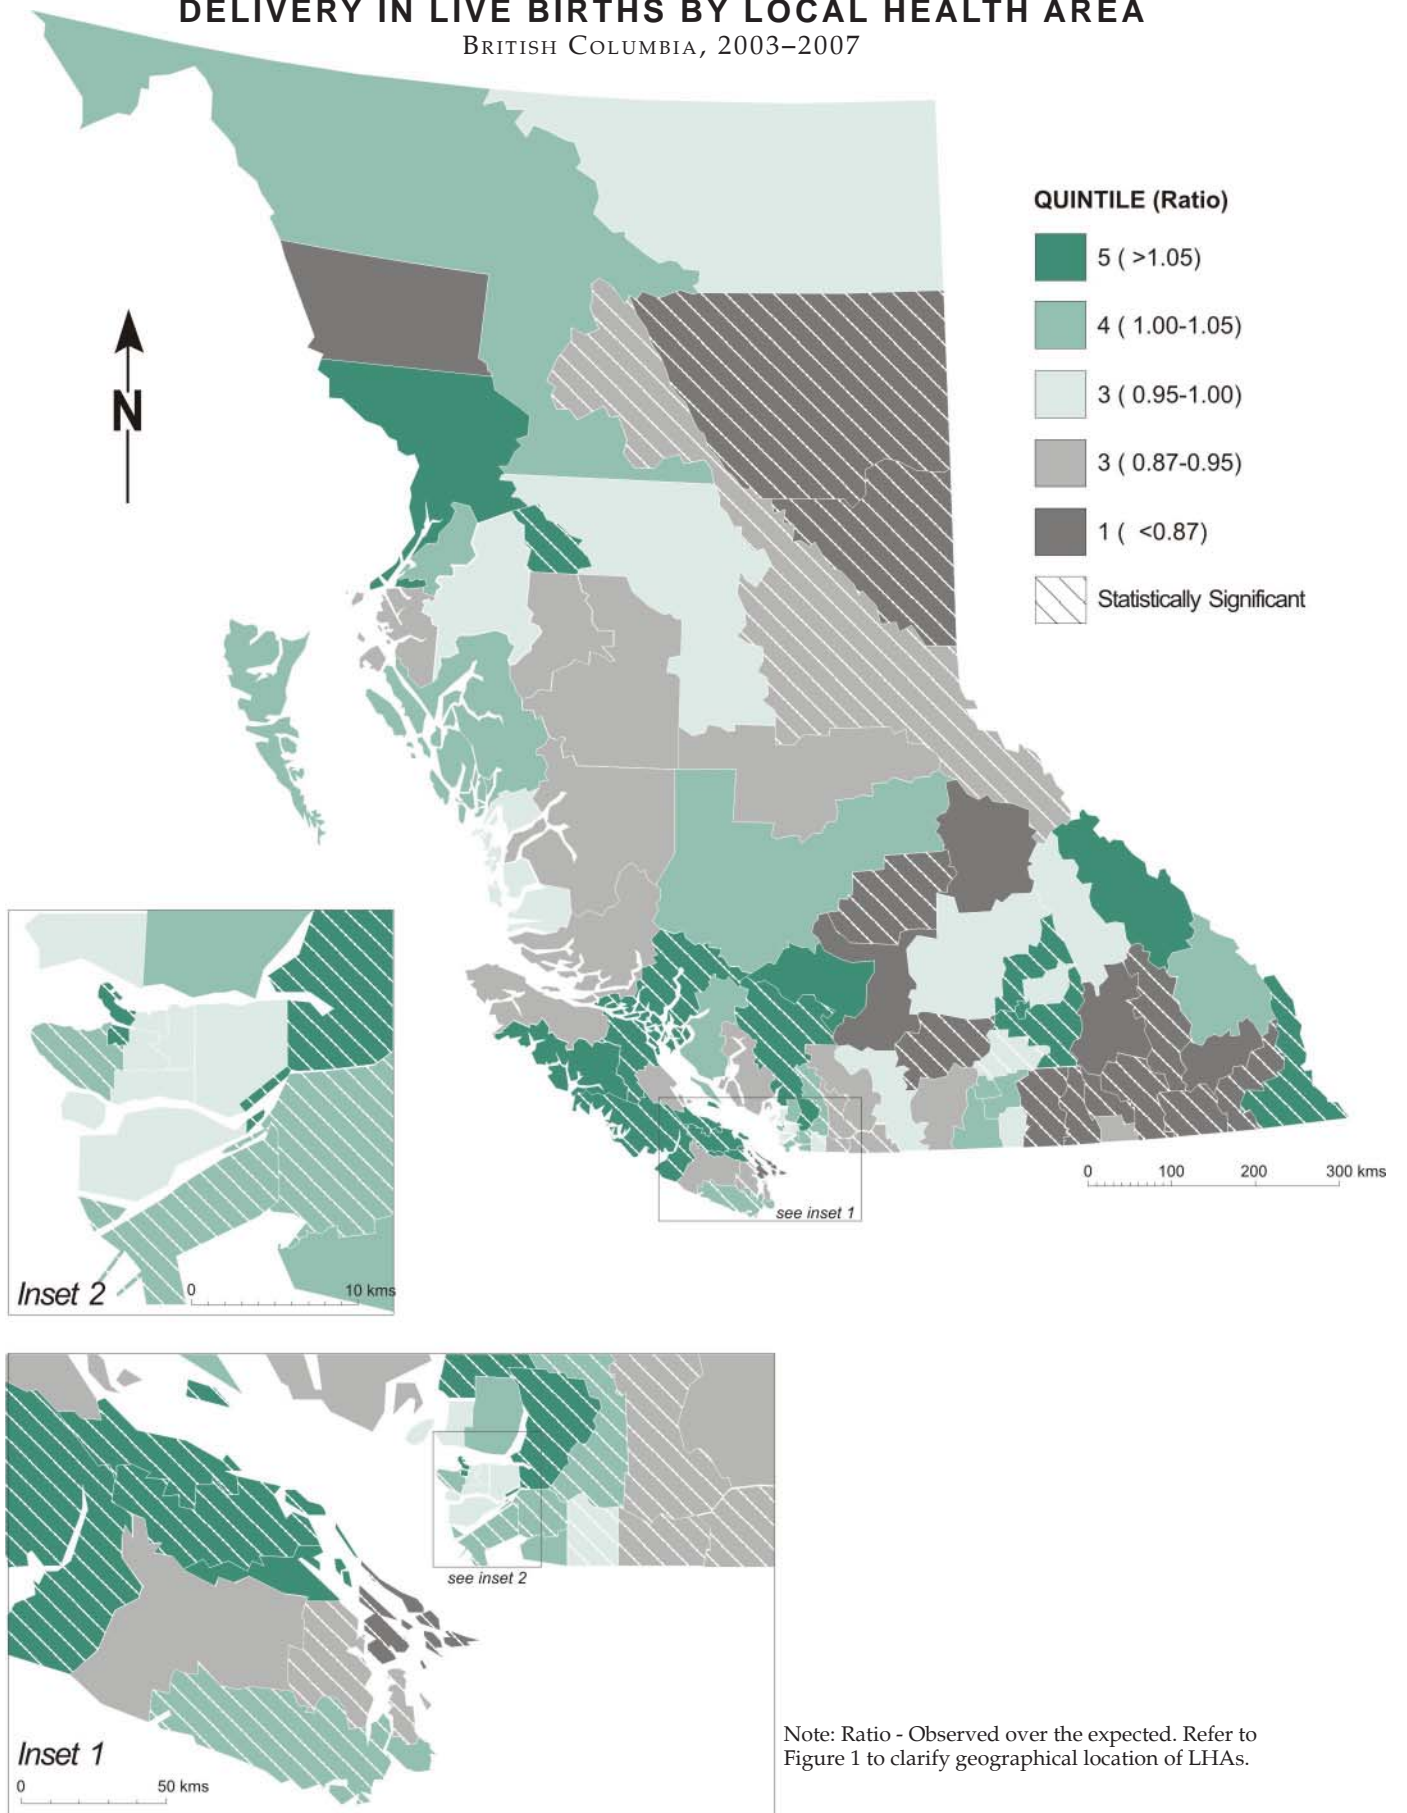 DELIVERY IN LIVE BIRTHS BY LOCAL HEALTH AREA
BRITISH COLUMBIA, 2003–2007
QUINTILE (Ratio)
5 ( >1.05)
4 ( 1.00-1.05)
3 ( 0.95-1.00)
3 ( 0.87-0.95)
1 ( <0.87)
Statistically Significant
N
0 100 200 300 kms
see inset 1
Inset 2
0 10 kms
see inset 2
Inset 1
0 50 kms
Note: Ratio - Observed over the expected. Refer to
Figure 1 to clarify geographical location of LHAs.